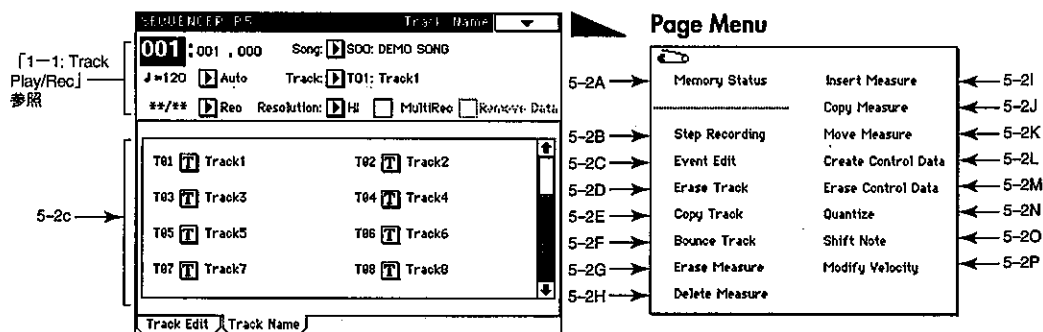 SEQUENCER P5 Track Name
001:001 .000 Song: S00: DEMO SONG
♩=120 Auto Track: T01: Track1
**/** Rec Resolution: Hi MultiRec Remove Data
「1－1; Track
Play/Rec」
参照
5-2c
T01 T Track1 T02 T Track2
T03 T Track3 T04 T Track4
T05 T Track5 T06 T Track6
T07 T Track7 T08 T Track8
Track Edit Track Name
Page Menu
5-2A Memory Status Insert Measure 5-2I
Copy Measure 5-2J
5-2B Step Recording Move Measure 5-2K
5-2C Event Edit Create Control Data 5-2L
5-2D Erase Track Erase Control Data 5-2M
5-2E Copy Track Quantize 5-2N
5-2F Bounce Track Shift Note 5-2O
5-2G Erase Measure Modify Velocity 5-2P
5-2H Delete Measure